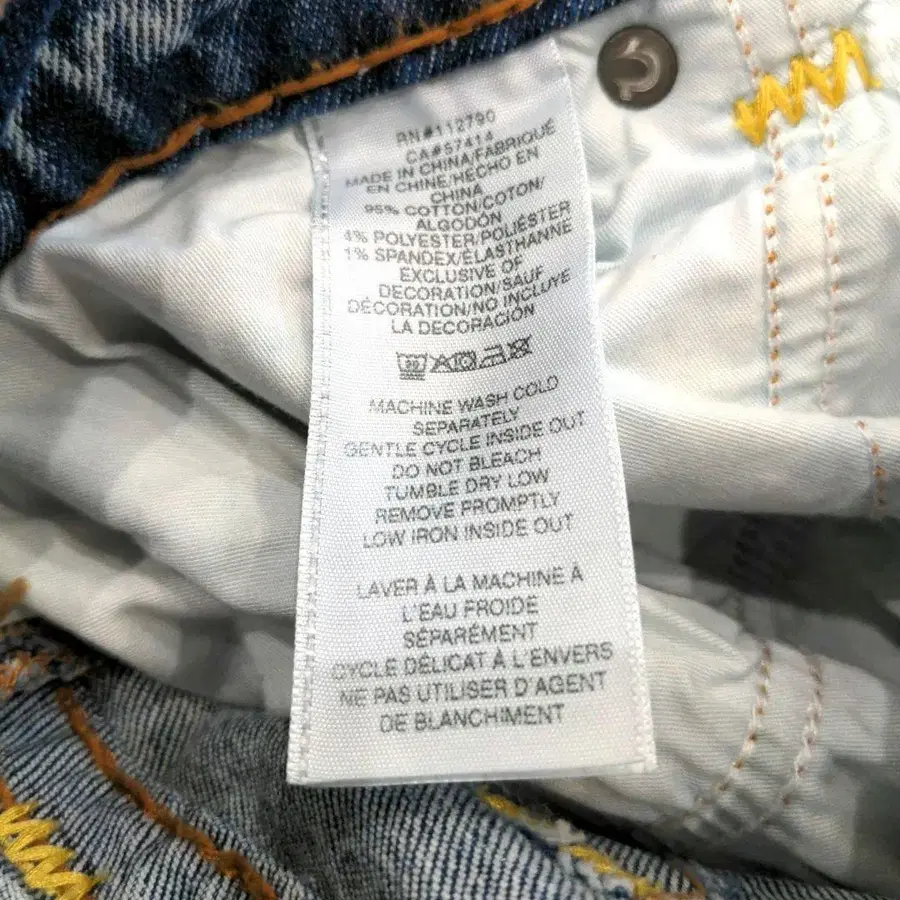 RN#112790
CA#57414
MADE IN CHINA/FABRIQUÉ
EN CHINE/HECHO EN
CHINA
95% COTTON/COTON/
ALGODÓN
4% POLYESTER/POLIÉSTER
1% SPANDEX/ÉLASTHANNE
EXCLUSIVE OF
DECORATION/SAUF
DÉCORATION/NO INCLUYE
LA DECORACIÓN
30
MACHINE WASH COLD
SEPARATELY
GENTLE CYCLE INSIDE OUT
DO NOT BLEACH
TUMBLE DRY LOW
REMOVE PROMPTLY
LOW IRON INSIDE OUT
LAVER À LA MACHINE À
L'EAU FROIDE
SÉPARÉMENT
CYCLE DÉLICAT À L'ENVERS
NE PAS UTILISER D'AGENT
DE BLANCHIMENT